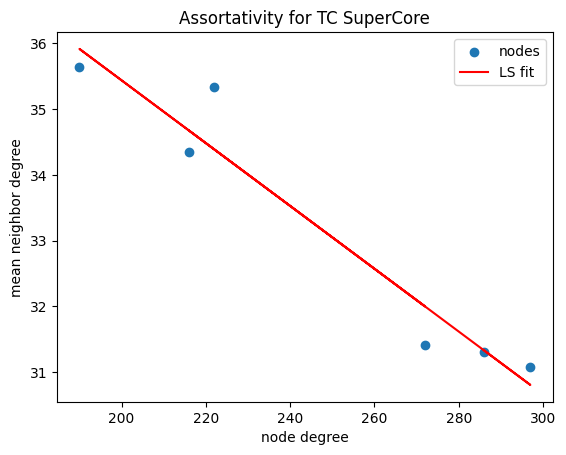 Assortativity for TC SuperCore
nodes
LS fit
mean neighbor degree
36
35
34
33
32
31
200
220
240
260
280
300
node degree